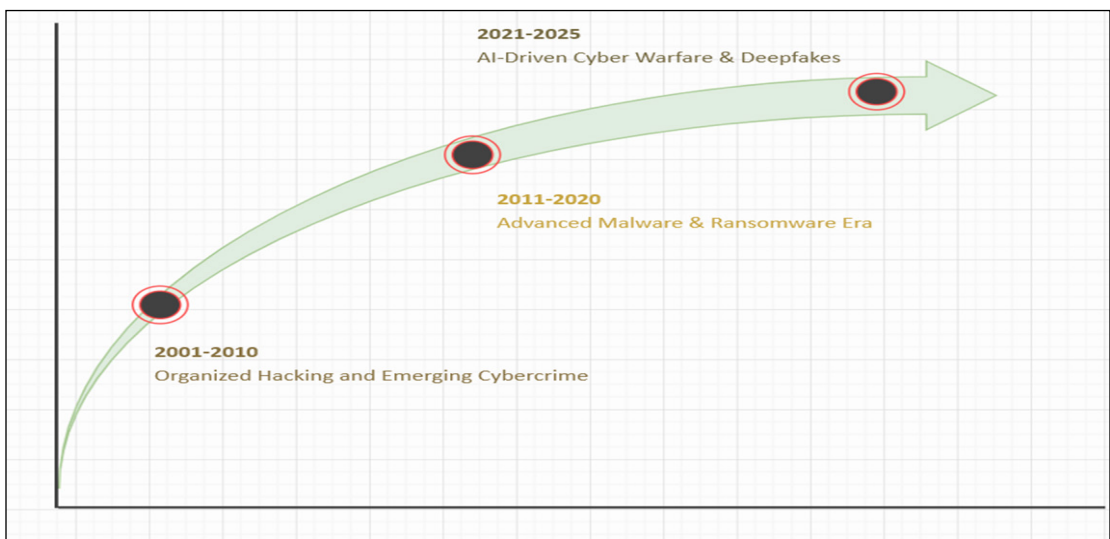 2021-2025
AI-Driven Cyber Warfare & Deepfakes
2011-2020
Advanced Malware & Ransomware Era
2001-2010
Organized Hacking and Emerging Cybercrime